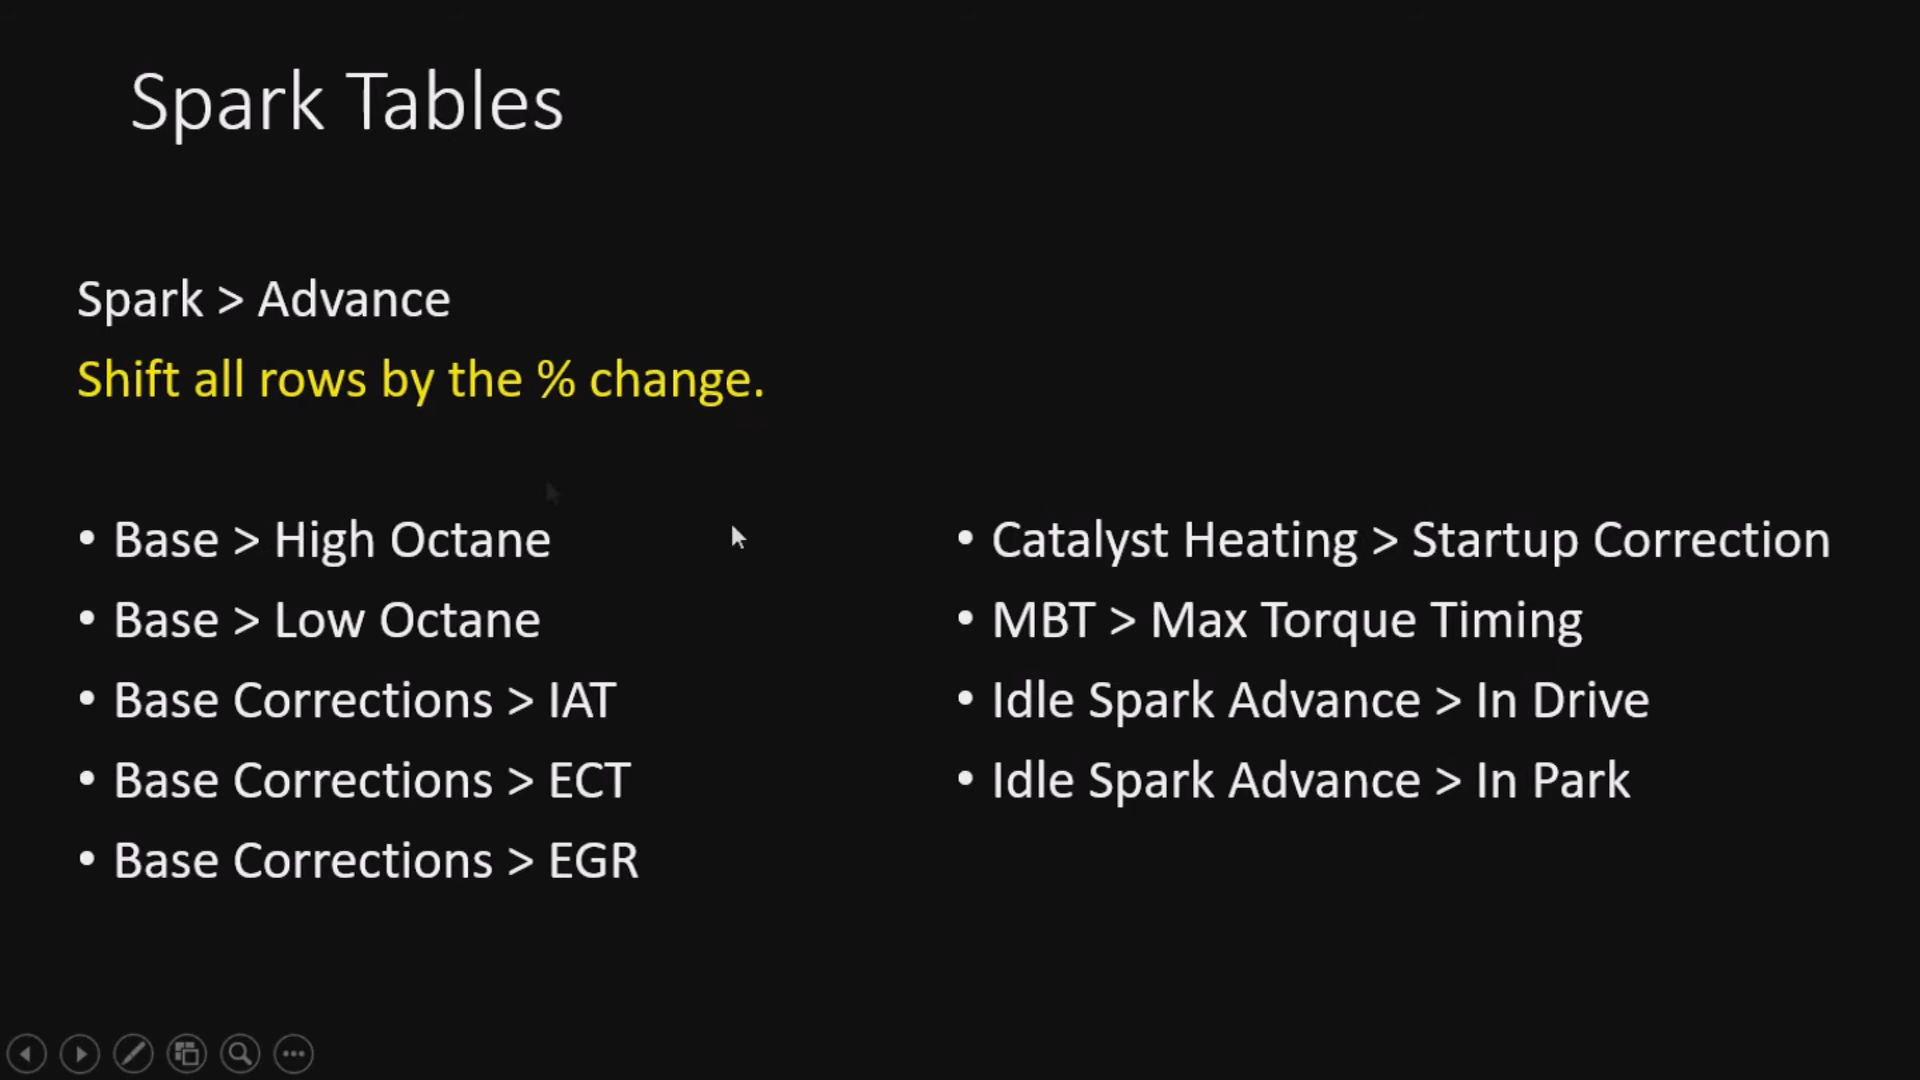 Spark Tables
Spark > Advance
Shift all rows by the % change.
• Base > High Octane
• Base > Low Octane
• Base Corrections > IAT
• Base Corrections > ECT
• Base Corrections > EGR
• Catalyst Heating > Startup Correction
• MBT > Max Torque Timing
• Idle Spark Advance > In Drive
• Idle Spark Advance > In Park